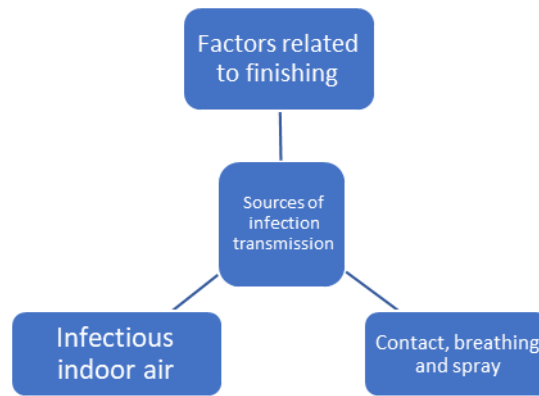 Factors related
to finishing
Sources of
infection
transmission
Infectious
indoor air
Contact, breathing
and spray